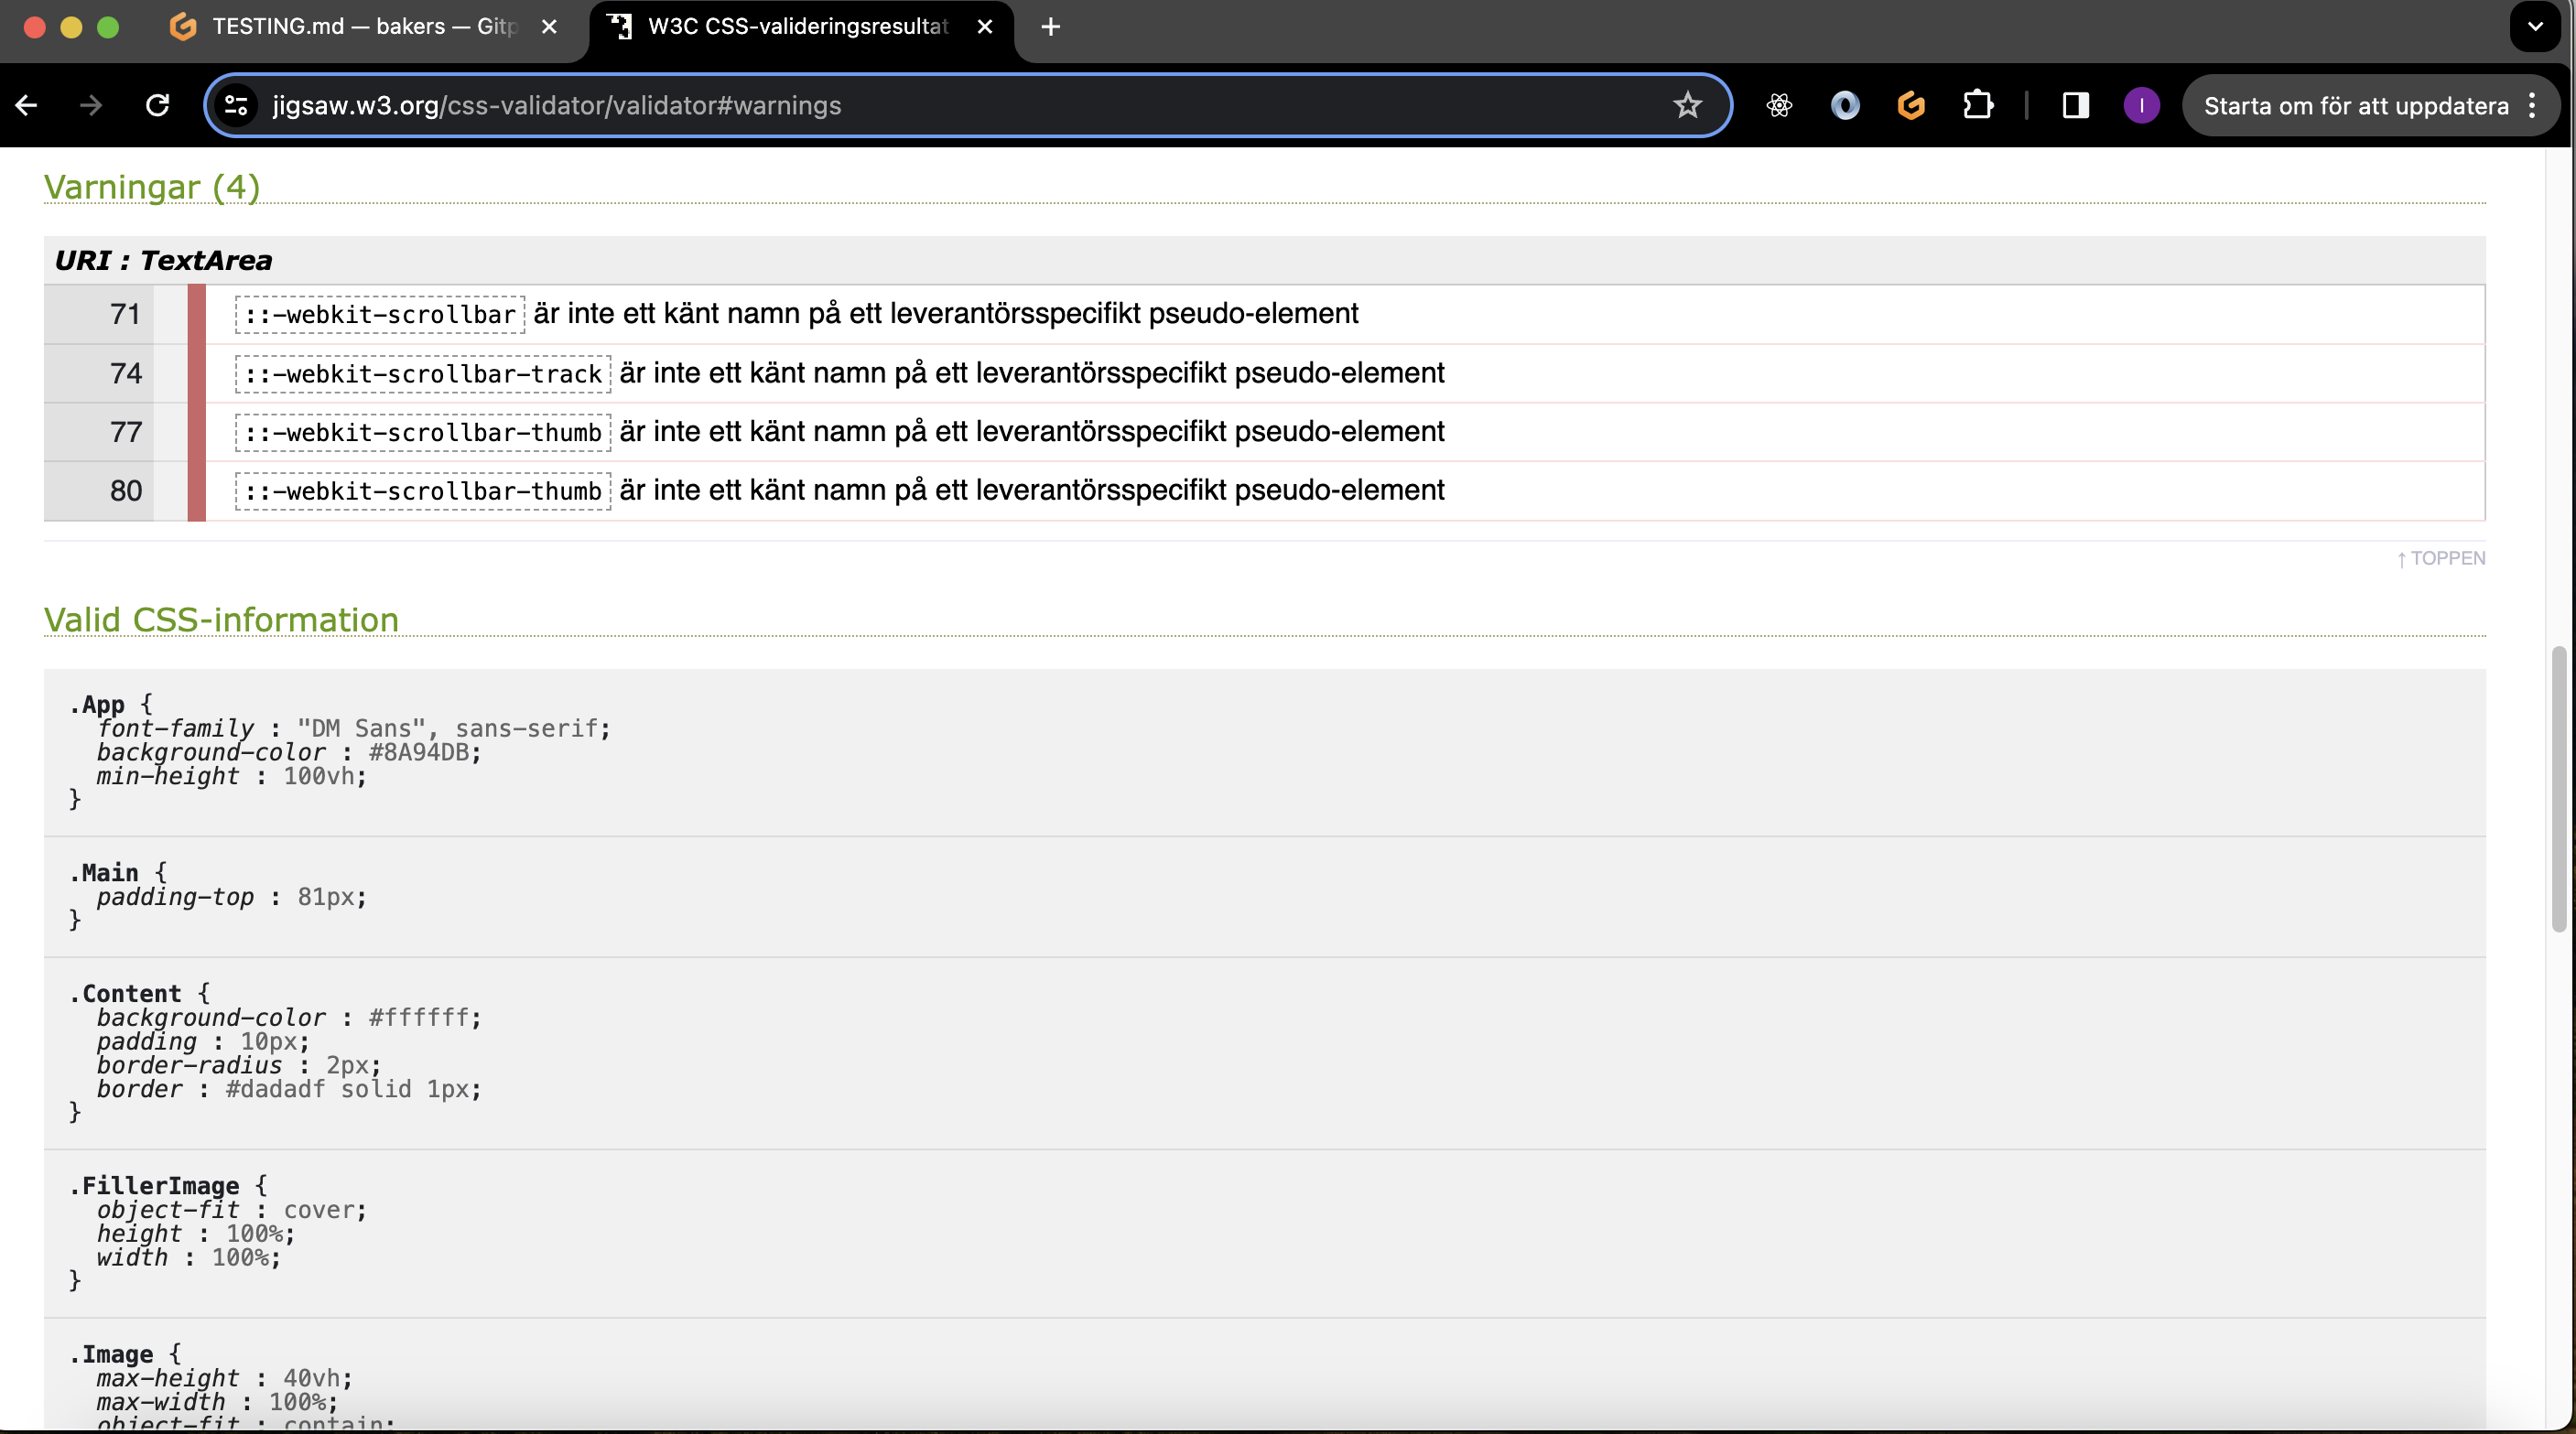 TESTING.md — bakers — Gitp
W3C CSS-valideringsresultat
jigsaw.w3.org/css-validator/validator#warnings
I
Starta om för att uppdatera
Varningar (4)
URI : TextArea
71 ::-webkit-scrollbar är inte ett känt namn på ett leverantörsspecifikt pseudo-element
74 ::-webkit-scrollbar-track är inte ett känt namn på ett leverantörsspecifikt pseudo-element
77 ::-webkit-scrollbar-thumb är inte ett känt namn på ett leverantörsspecifikt pseudo-element
80 ::-webkit-scrollbar-thumb är inte ett känt namn på ett leverantörsspecifikt pseudo-element
↑ TOPPEN
Valid CSS-information
.App {
font-family : "DM Sans", sans-serif;
background-color : #8A94DB;
min-height : 100vh;
}
.Main {
padding-top : 81px;
}
.Content {
background-color : #ffffff;
padding : 10px;
border-radius : 2px;
border : #dadadf solid 1px;
}
.FillerImage {
object-fit : cover;
height : 100%;
width : 100%;
}
.Image {
max-height : 40vh;
max-width : 100%;
object-fit : contain;